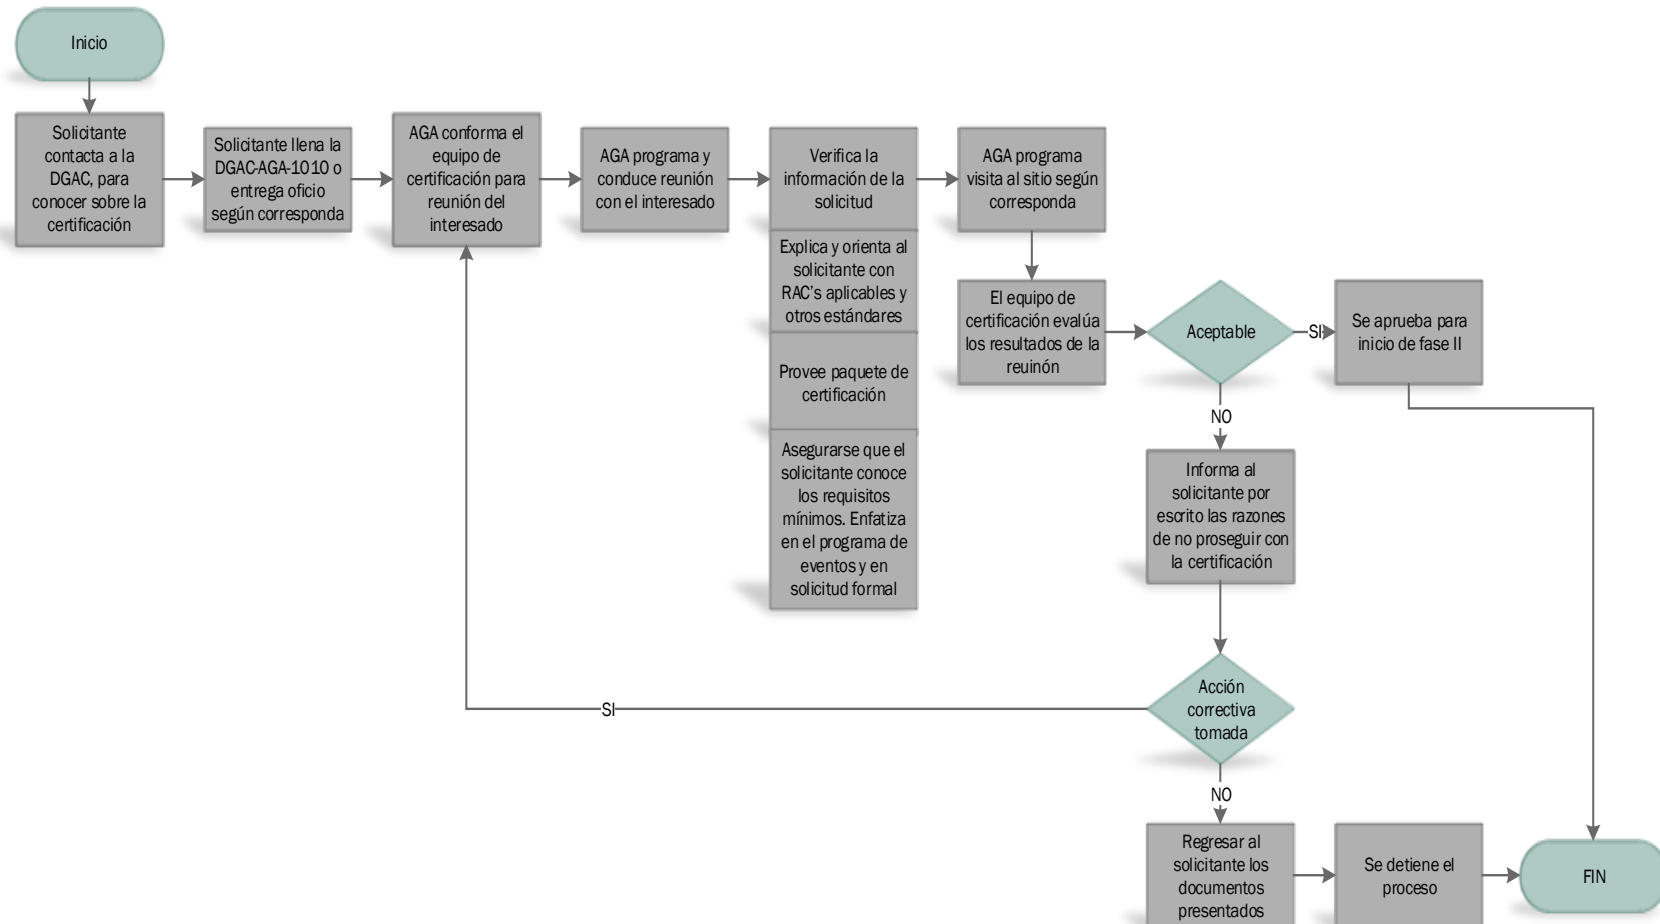 Inicio
Solicitante
contacta a la
DGAC, para
conocer sobre la
certificación
Solicitante llena la
DGAC-AGA-1010 o
entrega oficio
según corresponda
AGA conforma el
equipo de
certificación para
reunión del
interesado
AGA programa y
conduce reunión
con el interesado
Verifica la
información de la
solicitud
Explica y orienta al
solicitante con
RAC's aplicables y
otros estándares
Provee paquete de
certificación
Asegurarse que el
solicitante conoce
los requisitos
mínimos. Enfatiza
en el programa de
eventos y en
solicitud formal
AGA programa
visita al sitio según
corresponda
El equipo de
certificación evalúa
los resultados de la
reuinón
Aceptable
SI
Se aprueba para
inicio de fase II
NO
Informa al
solicitante por
escrito las razones
de no proseguir con
la certificación
Acción
correctiva
tomada
SI
NO
Regresar al
solicitante los
documentos
presentados
Se detiene el
proceso
FIN